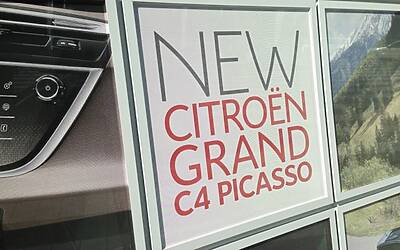 NEW
CITROËN
GRAND
C4 PICASSO